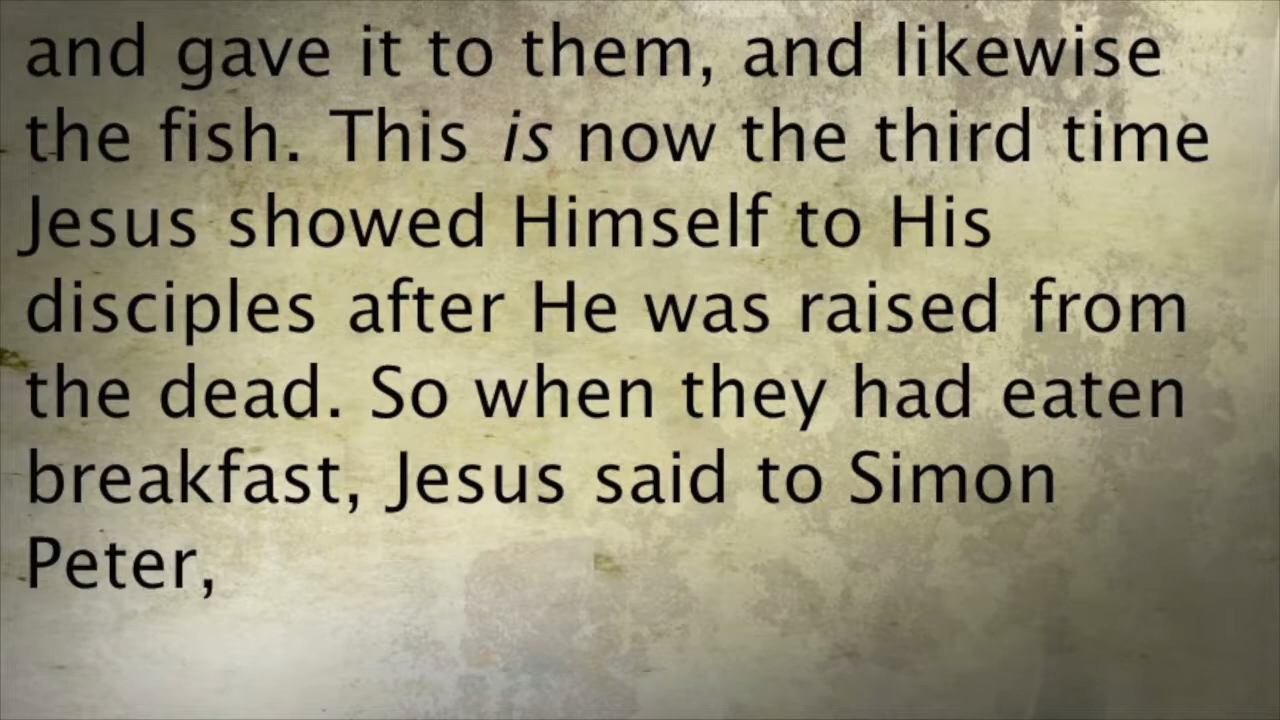 and gave it to them, and likewise
the fish. This is now the third time
Jesus showed Himself to His
disciples after He was raised from
the dead. So when they had eaten
breakfast, Jesus said to Simon
Peter,